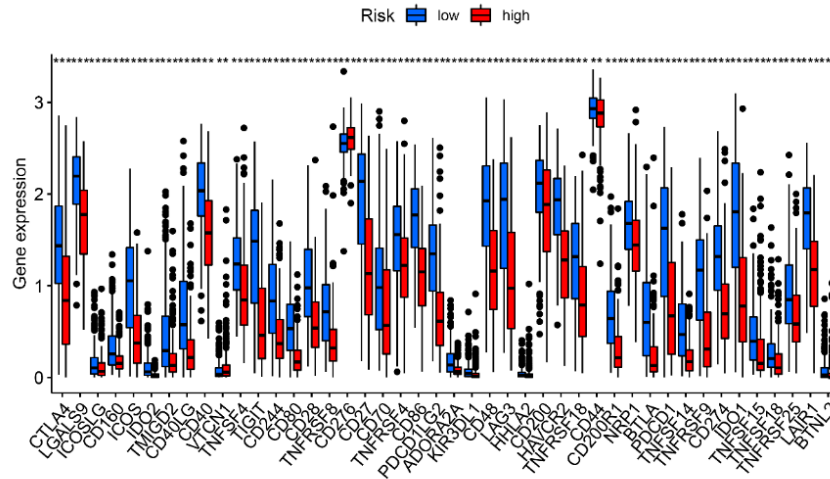 Risk low high
Gene expression
3
2
1
0
CTLA4
LGALS9
ICOSLG
CD160
ICOS
IDO2
TMIGD2
CD40LG
CD40
VTCN1
TNFSF4
TIGIT
CD244
CD80
CD28
TNFRSF8
CD276
CD27
CD70
TNFRSF4
CD86
PDCD1LG2
ADORA2A
KIR3DL1
CD48
LAG3
HHLA2
CD200
HAVCR2
TNFRSF18
CD44
CD200R1
NRP1
BTLA
PDCD1
TNFSF14
TNFRSF9
CD274
IDO1
TNFSF15
TNFSF18
TNFRSF25
LAIR1
BTNL2